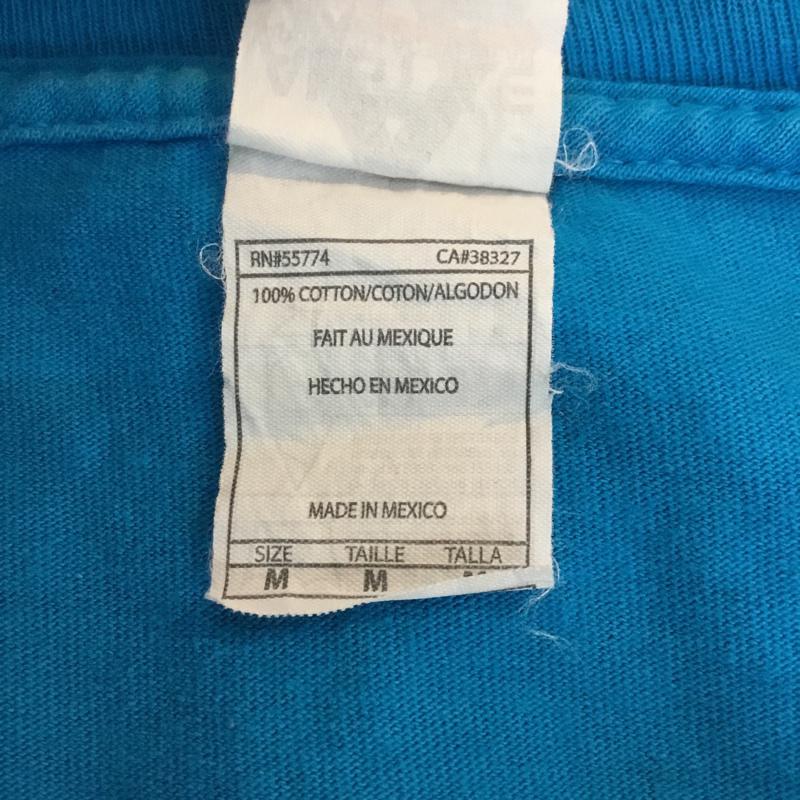 RN#55774 CA#38327
100% COTTON/COTON/ALGODON
FAIT AU MEXIQUE
HECHO EN MEXICO
MADE IN MEXICO
SIZE TAILLE TALLA
M M M